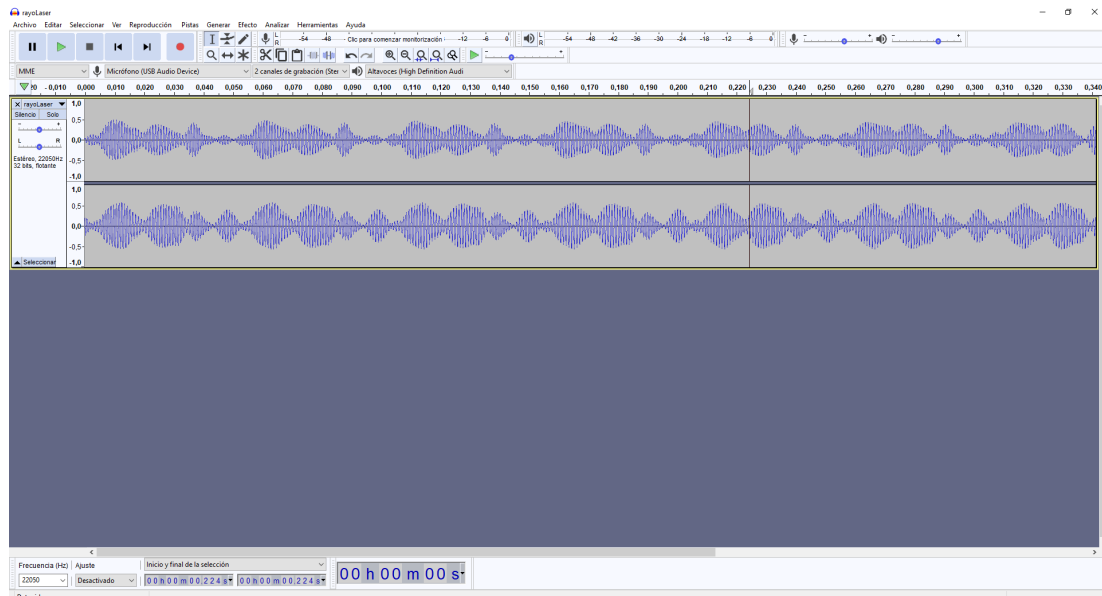 rayoLaser
Archivo Editar Seleccionar Ver Reproducción Pistas Generar Efecto Analizar Herramientas Ayuda
L R -54 -48 - Clic para comenzar monitorización - -12 -6 0 L R -54 -48 -42 -36 -30 -24 -18 -12 -6 0 - + - +
- +
MME Micrófono (USB Audio Device) 2 canales de grabación (Ster Altavoces (High Definition Audi
20 -0,010 0,000 0,010 0,020 0,030 0,040 0,050 0,060 0,070 0,080 0,090 0,100 0,110 0,120 0,130 0,140 0,150 0,160 0,170 0,180 0,190 0,200 0,210 0,220 0,230 0,240 0,250 0,260 0,270 0,280 0,290 0,300 0,310 0,320 0,330 0,340
x rayoLaser 1,0
Silencio Solo 0,5
- +
L R 0,0
Estéreo, 22050Hz -0,5
32 bits, flotante
-1,0
1,0
0,5
0,0
-0,5
Seleccionar -1,0
Frecuencia (Hz) Ajuste Inicio y final de la selección
22050 Desactivado 00 h 00 m 00,224 s 00 h 00 m 00,224 s 00 h 00 m 00 s